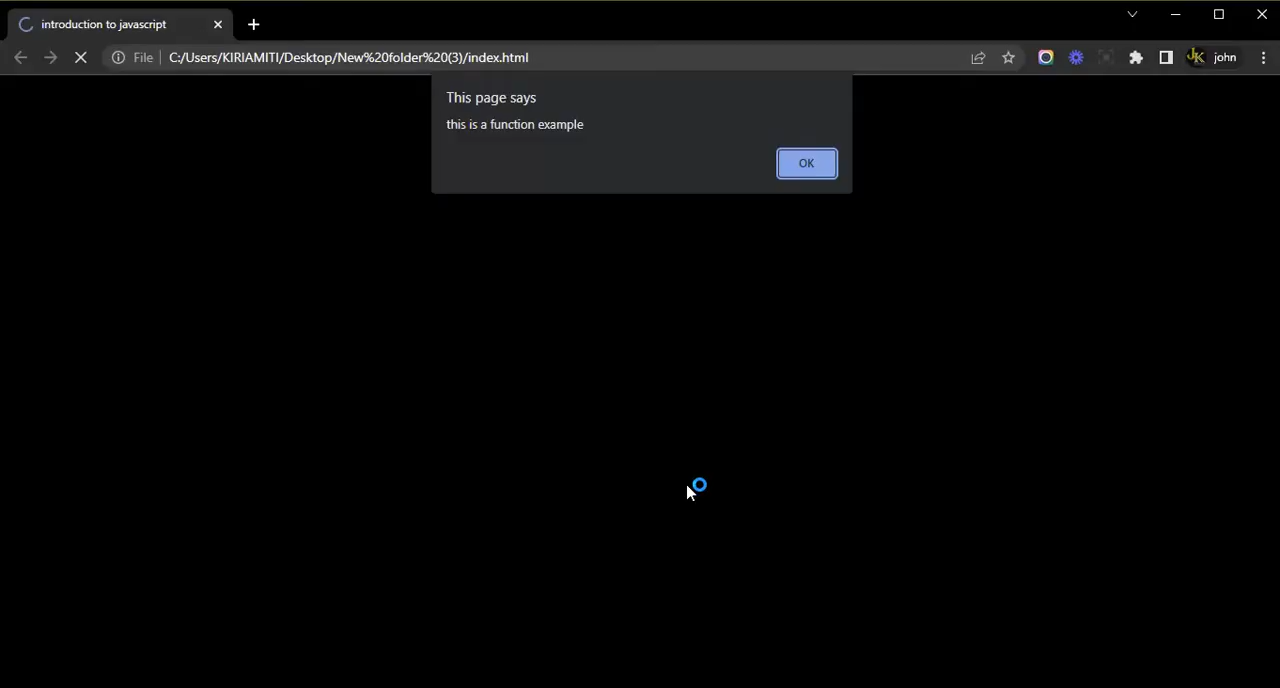 introduction to javascript
File
C:/Users/KIRIAMITI/Desktop/New%20folder%20(3)/index.html
JK
john
This page says
this is a function example
OK